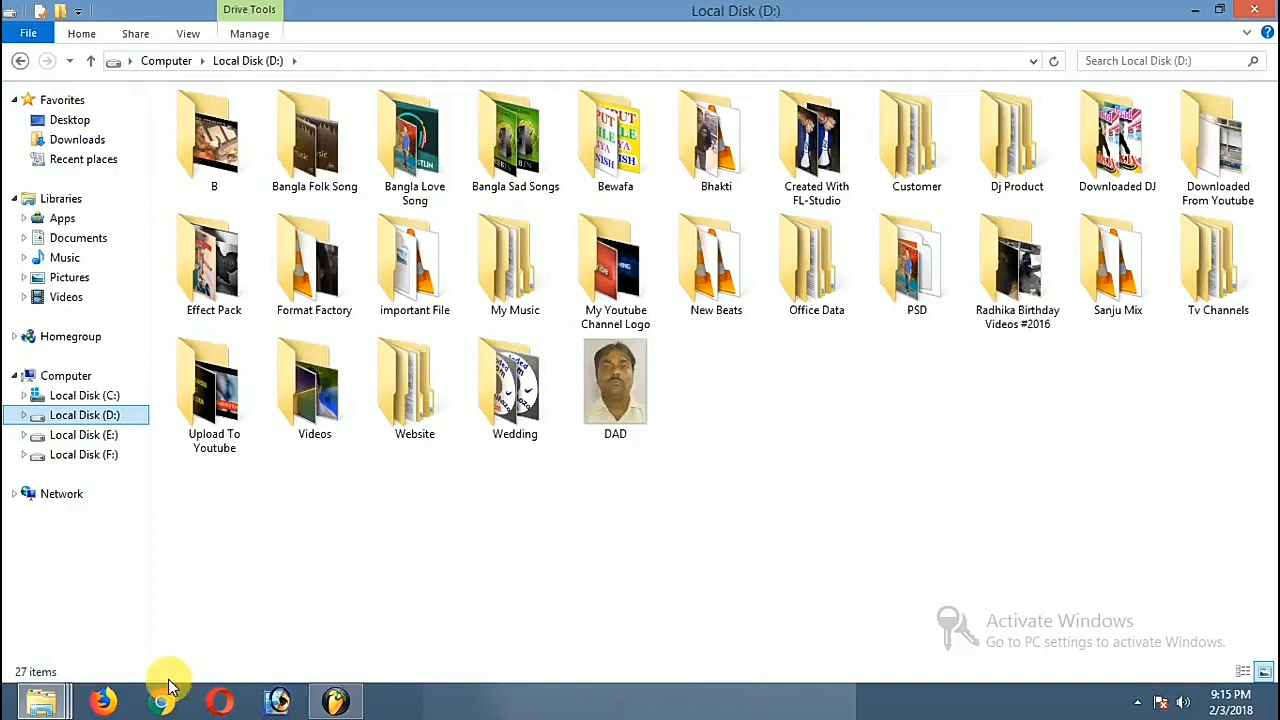 Drive Tools
Local Disk (D:)
File Home Share View Manage
Computer Local Disk (D:)
Search Local Disk (D:)
Favorites
Desktop
Downloads
Recent places
Libraries
Apps
Documents
Music
Pictures
Videos
Homegroup
Computer
Local Disk (C:)
Local Disk (D:)
Local Disk (E:)
Local Disk (F:)
Network
B
Bangla Folk Song
Bangla Love
Song
Bangla Sad Songs
Bewafa
Bhakti
Created With
FL-Studio
Customer
Dj Product
Downloaded DJ
Downloaded
From Youtube
Effect Pack
Format Factory
important File
My Music
My Youtube
Channel Logo
New Beats
Office Data
PSD
Radhika Birthday
Videos #2016
Sanju Mix
Tv Channels
Upload To
Youtube
Videos
Website
Wedding
DAD
Activate Windows
Go to PC settings to activate Windows.
27 items
9:15 PM
2/3/2018